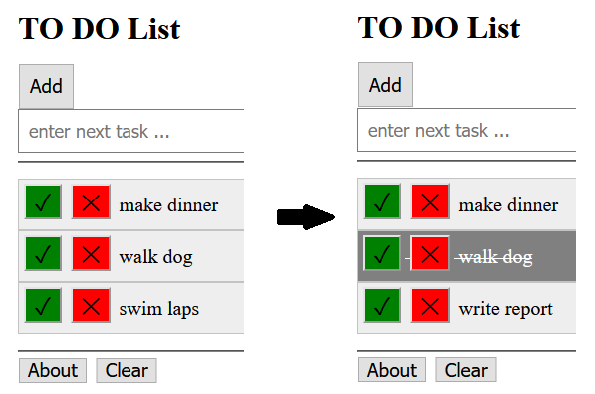 TO DO List
Add
enter next task ...
✓ ✕ make dinner
✓ ✕ walk dog
✓ ✕ swim laps
About Clear
TO DO List
Add
enter next task ...
✓ ✕ make dinner
✓ ✕ walk dog
✓ ✕ write report
About Clear